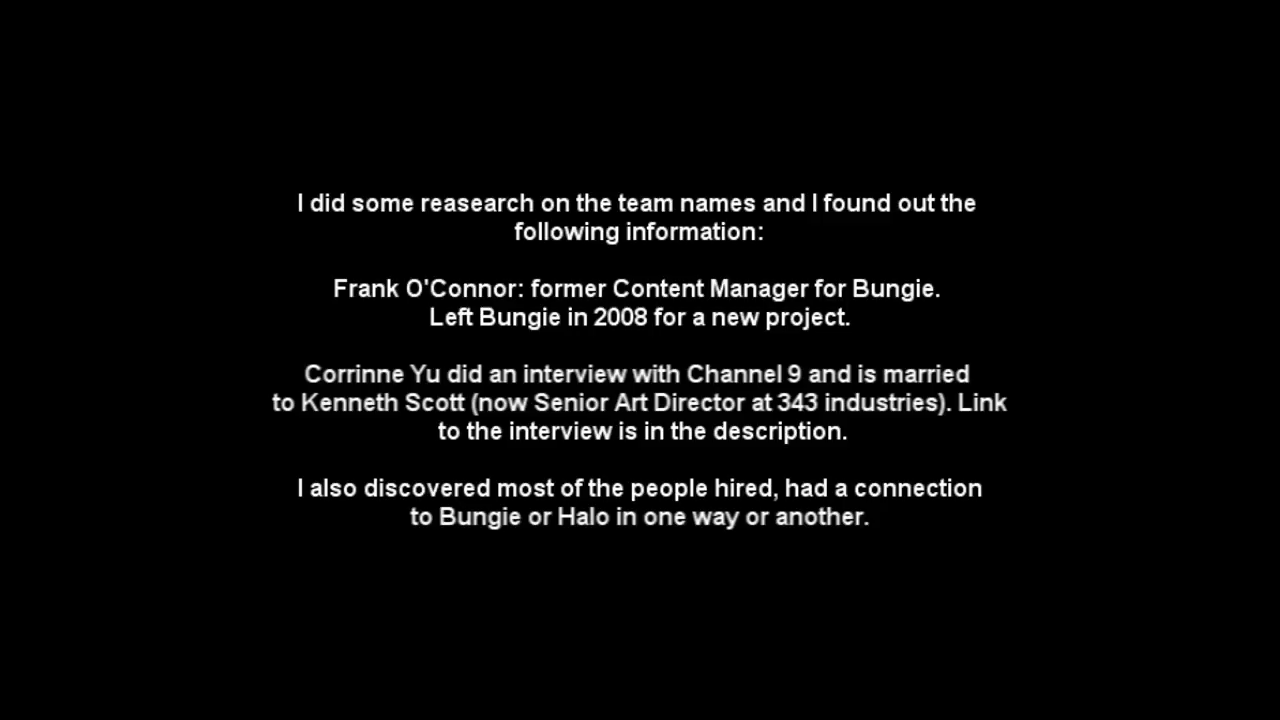 I did some reasearch on the team names and I found out the
following information:
Frank O'Connor: former Content Manager for Bungie.
Left Bungie in 2008 for a new project.
Corrinne Yu did an interview with Channel 9 and is married
to Kenneth Scott (now Senior Art Director at 343 industries). Link
to the interview is in the description.
I also discovered most of the people hired, had a connection
to Bungie or Halo in one way or another.